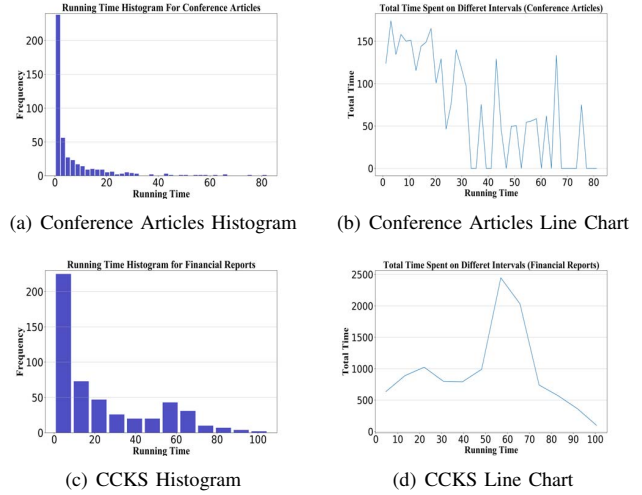 Running Time Histogram For Conference Articles
Frequency
200
150
100
50
0
0 20 40 60 80
Running Time
(a) Conference Articles Histogram
Total Time Spent on Differet Intervals (Conference Articles)
Total Time
150
100
50
0
0 10 20 30 40 50 60 70 80
Running Time
(b) Conference Articles Line Chart
Running Time Histogram for Financial Reports
Frequency
200
150
100
50
0
0 20 40 60 80 100
Running Time
(c) CCKS Histogram
Total Time Spent on Differet Intervals (Financial Reports)
Total Time
2500
2000
1500
1000
500
0
0 10 20 30 40 50 60 70 80 90 100
Running Time
(d) CCKS Line Chart